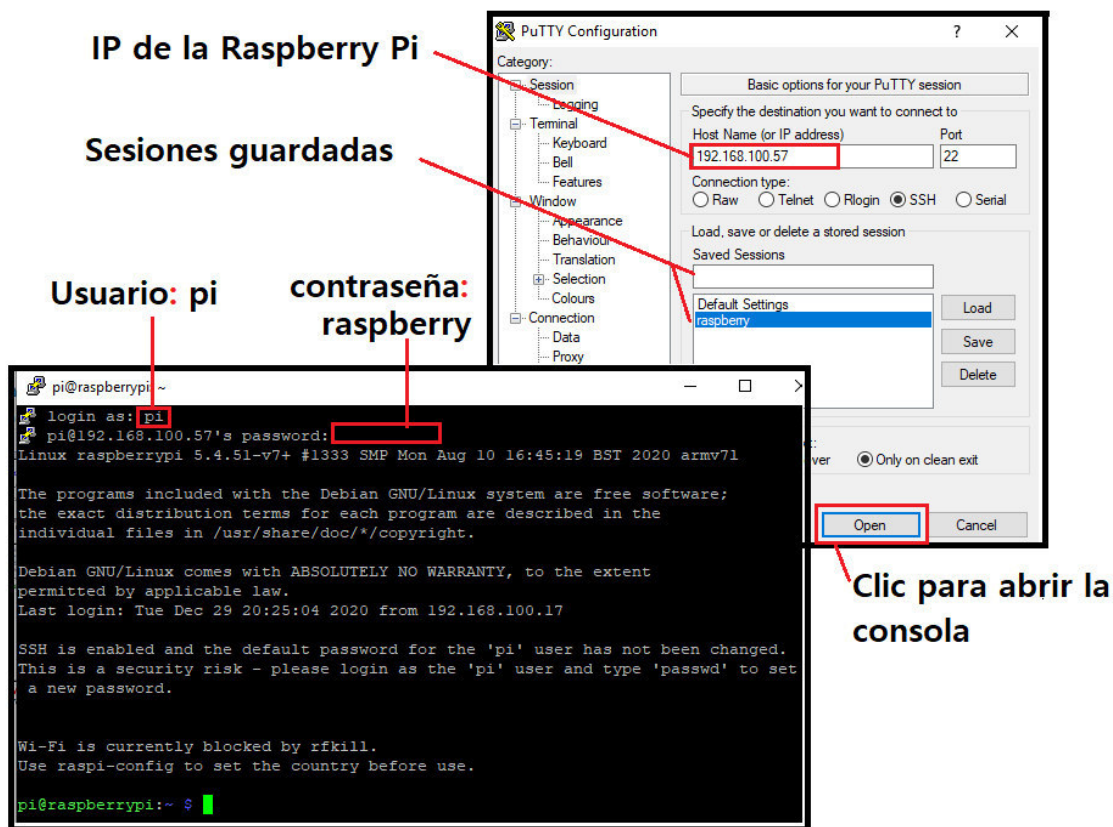 IP de la Raspberry Pi
Sesiones guardadas
Usuario: pi
contraseña:
raspberry
PuTTY Configuration
?
Category:
Session
Logging
Terminal
Keyboard
Bell
Features
Window
Appearance
Behaviour
Translation
Selection
Colours
Connection
Data
Proxy
Basic options for your PuTTY session
Specify the destination you want to connect to
Host Name (or IP address) Port
192.168.100.57 22
Connection type:
Raw Telnet Rlogin SSH Serial
Load, save or delete a stored session
Saved Sessions
Default Settings
raspberry
Load
Save
Delete
Only on clean exit
Open Cancel
Clic para abrir la
consola
pi@raspberrypi: ~
login as: pi
pi@192.168.100.57's password:
Linux raspberrypi 5.4.51-v7+ #1333 SMP Mon Aug 10 16:45:19 BST 2020 armv7l
The programs included with the Debian GNU/Linux system are free software;
the exact distribution terms for each program are described in the
individual files in /usr/share/doc/*/copyright.
Debian GNU/Linux comes with ABSOLUTELY NO WARRANTY, to the extent
permitted by applicable law.
Last login: Tue Dec 29 20:25:04 2020 from 192.168.100.17
SSH is enabled and the default password for the 'pi' user has not been changed.
This is a security risk - please login as the 'pi' user and type 'passwd' to set
a new password.
Wi-Fi is currently blocked by rfkill.
Use raspi-config to set the country before use.
pi@raspberrypi:~ $